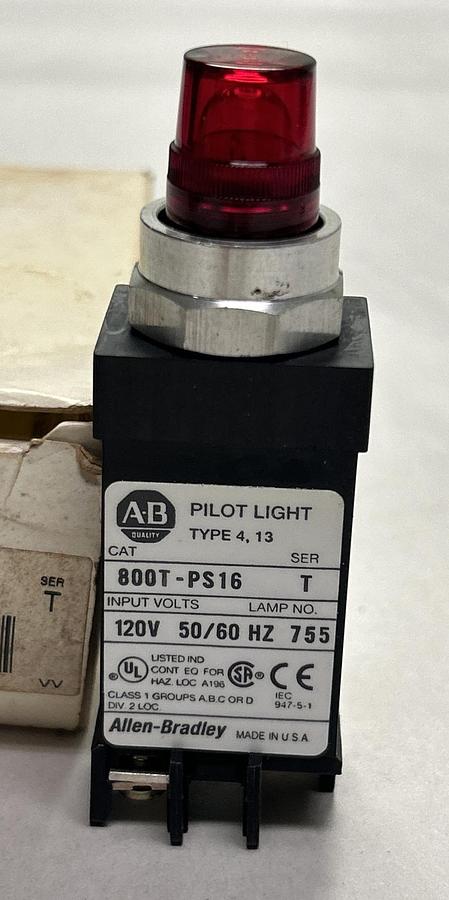 A-B
QUALITY
PILOT LIGHT
TYPE 4, 13
CAT SER
800T-PS16 T
INPUT VOLTS LAMP NO.
120V 50/60 HZ 755
UL ® LISTED IND
CONT EQ FOR
HAZ. LOC A196
SA ® CE
CLASS 1 GROUPS A.B.C OR D
DIV. 2 LOC.
IEC
947-5-1
Allen-Bradley MADE IN U.S.A.
SER
T